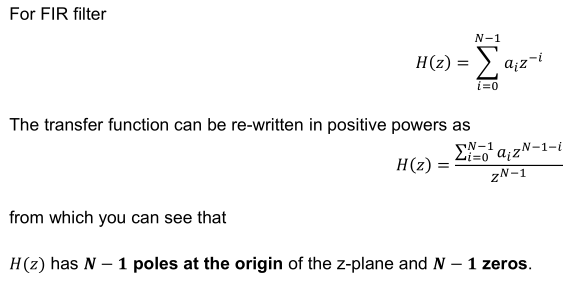 For FIR filter
H(z) = \sum_{i=0}^{N-1} a_i z^{-i}
The transfer function can be re-written in positive powers as
H(z) = \frac{\sum_{i=0}^{N-1} a_i z^{N-1-i}}{z^{N-1}}
from which you can see that
H(z) has N − 1 poles at the origin of the z-plane and N − 1 zeros.